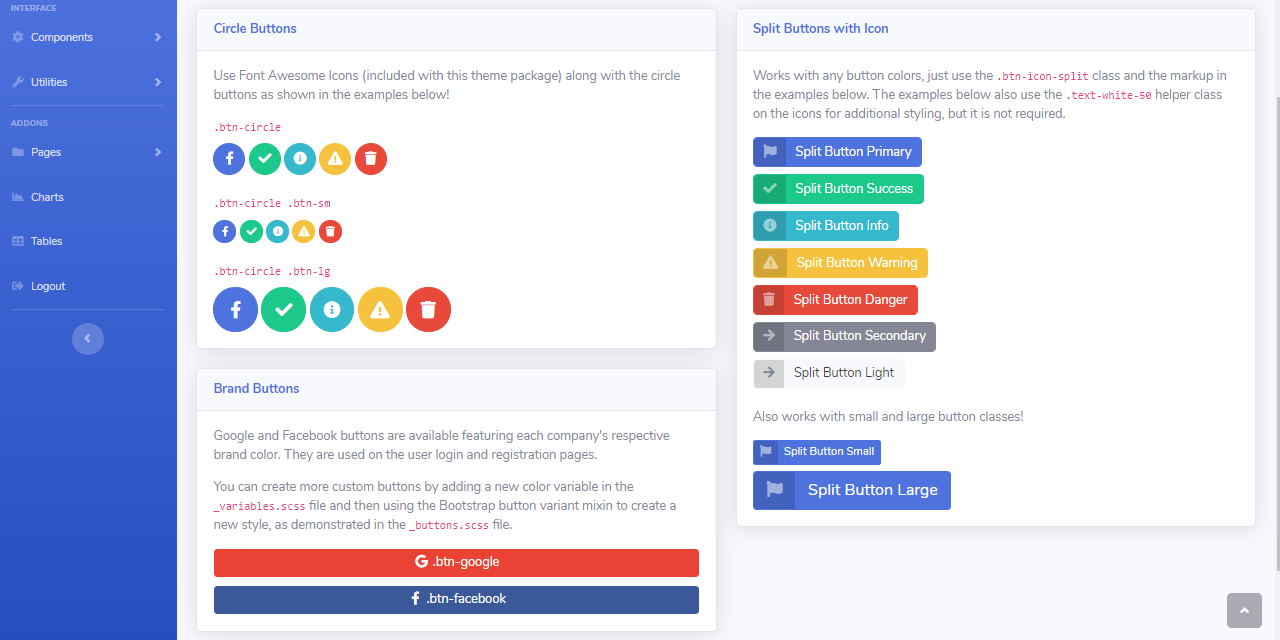 INTERFACE
Components
Utilities
ADDONS
Pages
Charts
Tables
Logout
Circle Buttons
Use Font Awesome Icons (included with this theme package) along with the circle
buttons as shown in the examples below!
.btn-circle
.btn-circle .btn-sm
.btn-circle .btn-lg
Brand Buttons
Google and Facebook buttons are available featuring each company's respective
brand color. They are used on the user login and registration pages.
You can create more custom buttons by adding a new color variable in the
_variables.scss file and then using the Bootstrap button variant mixin to create a
new style, as demonstrated in the _buttons.scss file.
.btn-google
.btn-facebook
Split Buttons with Icon
Works with any button colors, just use the .btn-icon-split class and the markup in
the examples below. The examples below also use the .text-white-50 helper class
on the icons for additional styling, but it is not required.
Split Button Primary
Split Button Success
Split Button Info
Split Button Warning
Split Button Danger
Split Button Secondary
Split Button Light
Also works with small and large button classes!
Split Button Small
Split Button Large